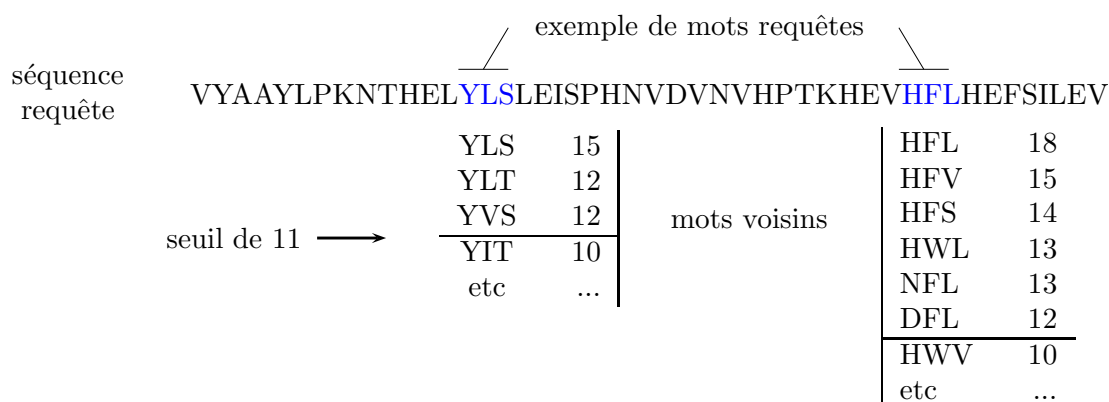 exemple de mots requêtes
séquence
requête
VYAAYLPKNTHELYLSLEISPHNVDVNVHPTKHEVHFLHEFSILEV
YLS 15
YLT 12
YVS 12
YIT 10
etc ...
seuil de 11
mots voisins
HFL 18
HFV 15
HFS 14
HWL 13
NFL 13
DFL 12
HWV 10
etc ...